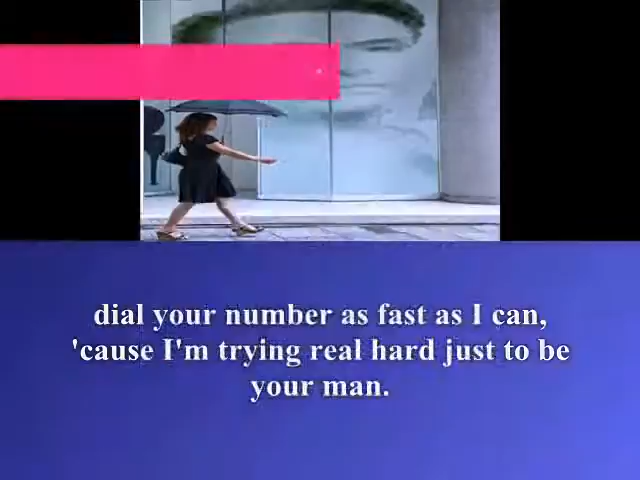 dial your number as fast as I can,
'cause I'm trying real hard just to be
your man.